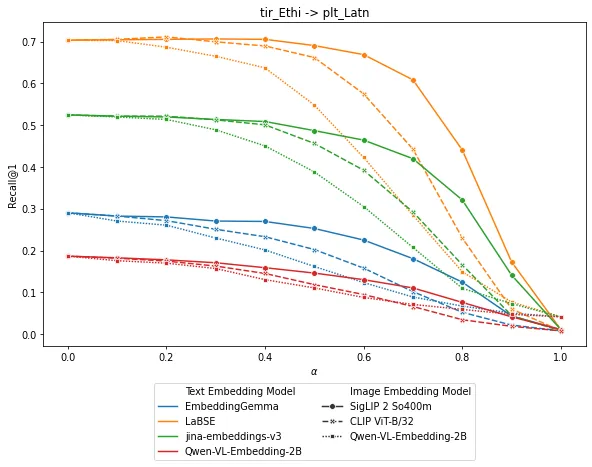 tir_Ethi -> plt_Latn
Recall@1
0.7
0.6
0.5
0.4
0.3
0.2
0.1
0.0
0.0 0.2 0.4 0.6 0.8 1.0
α
Text Embedding Model Image Embedding Model
EmbeddingGemma SigLIP 2 So400m
LaBSE CLIP ViT-B/32
jina-embeddings-v3 Qwen-VL-Embedding-2B
Qwen-VL-Embedding-2B